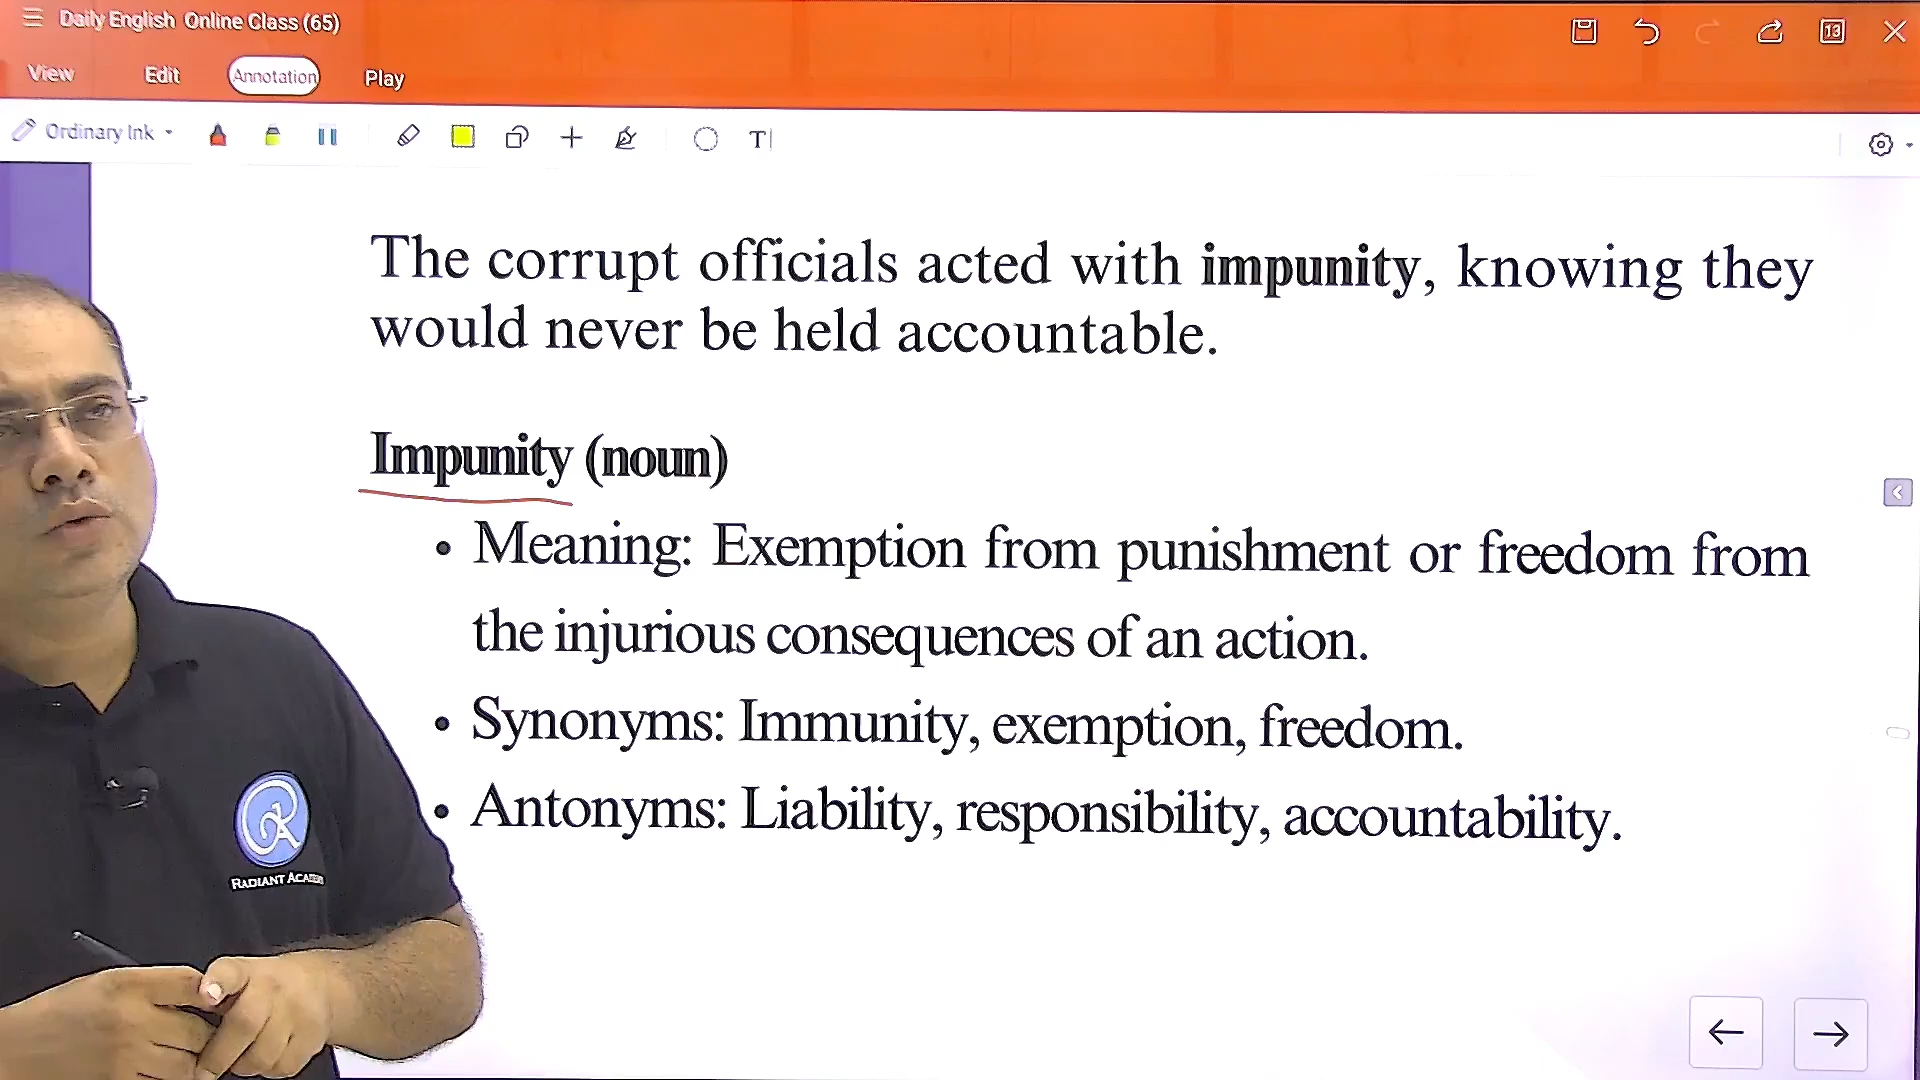 Daily English Online Class (65)
13
View Edit Annotation Play
Ordinary Ink
T
The corrupt officials acted with impunity, knowing they
would never be held accountable.
Impunity (noun)
• Meaning: Exemption from punishment or freedom from
the injurious consequences of an action.
• Synonyms: Immunity, exemption, freedom.
• Antonyms: Liability, responsibility, accountability.
RADIANT